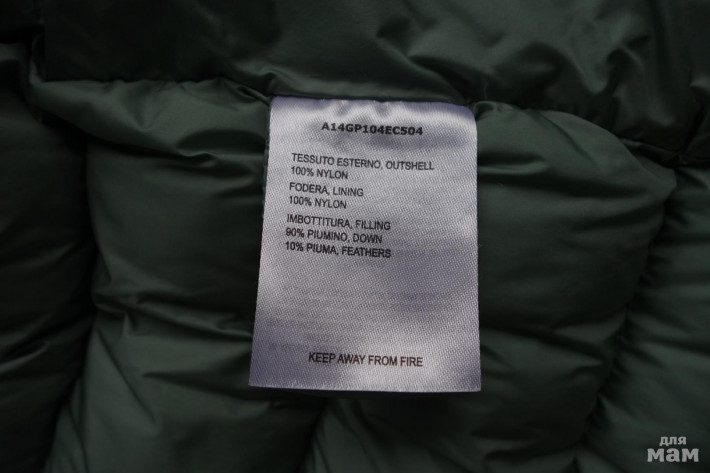 A14GP104EC504
TESSUTO ESTERNO, OUTSHELL
100% NYLON
FODERA, LINING
100% NYLON
IMBOTTITURA, FILLING
90% PIUMINO, DOWN
10% PIUMA, FEATHERS
KEEP AWAY FROM FIRE
для
мам